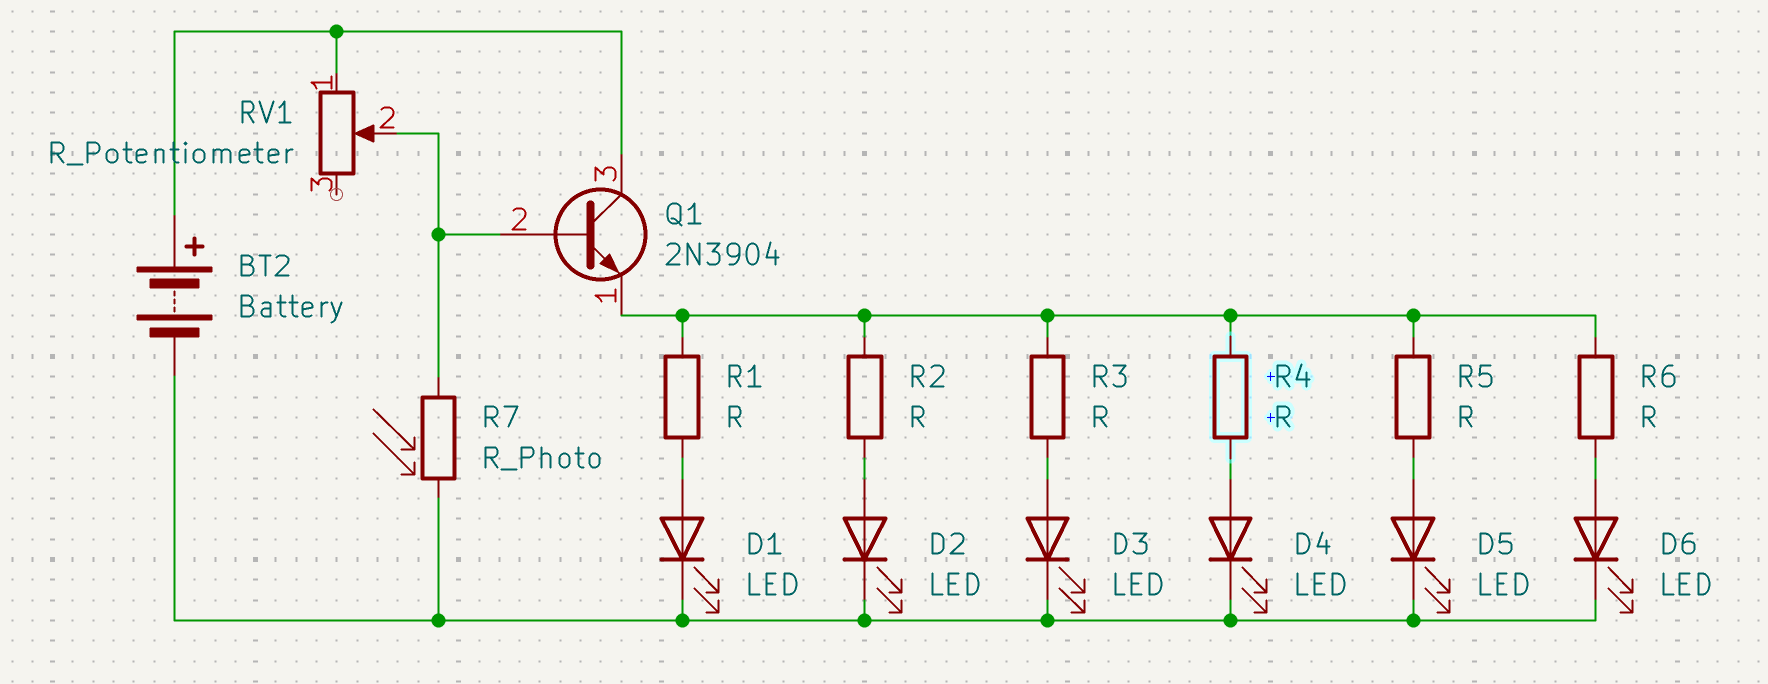 1
RV1
2
R_Potentiometer
3
3
Q1
2
2N3904
+
BT2
Battery
1
R1
R
R2
R
R3
R
R4
R
R5
R
R6
R
R7
R_Photo
D1
LED
D2
LED
D3
LED
D4
LED
D5
LED
D6
LED